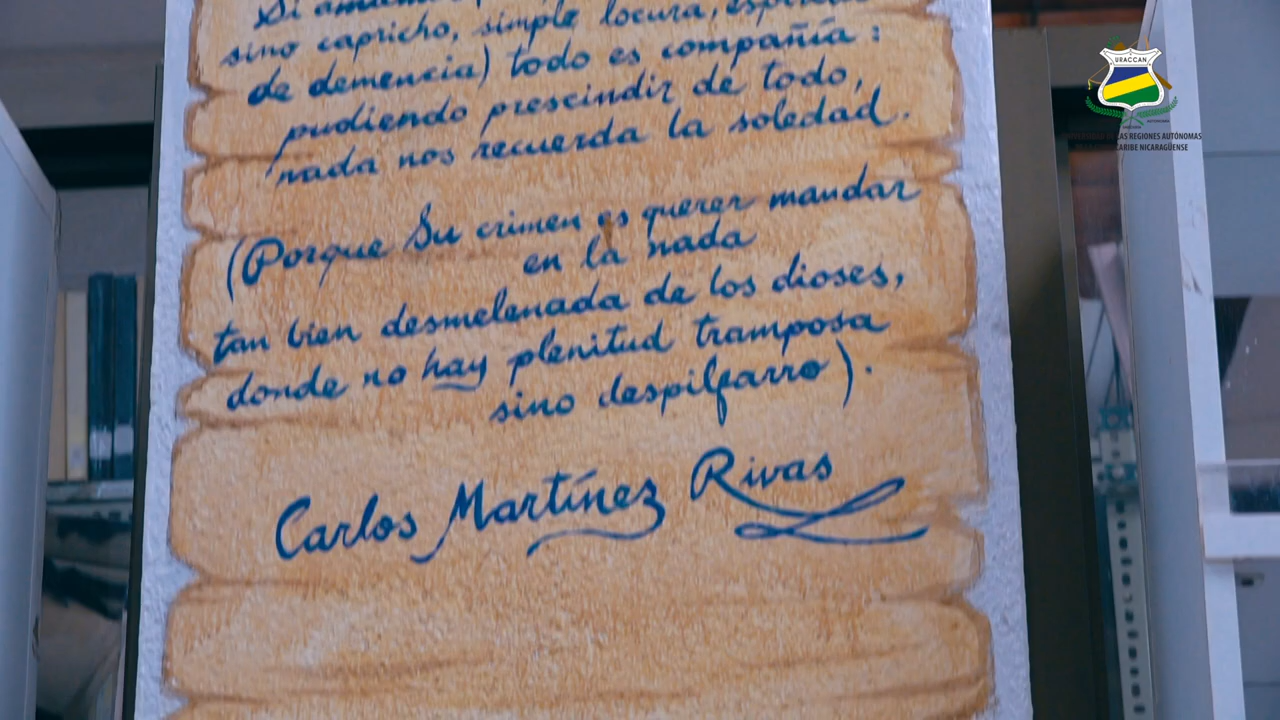 Si
sino capricho, simple locura,
de demencia) todo es compañía:
pudiendo prescindir de todo,
nada nos recuerda la soledad.
(Porque Su crimen es querer mandar
en la nada
tan bien desmelenada de los dioses,
donde no hay plenitud tramposa
sino despilfarro).
Carlos Martínez Rivas
URACCAN
LAS REGIONES AUTÓNOMAS
CARIBE NICARAGÜENSE